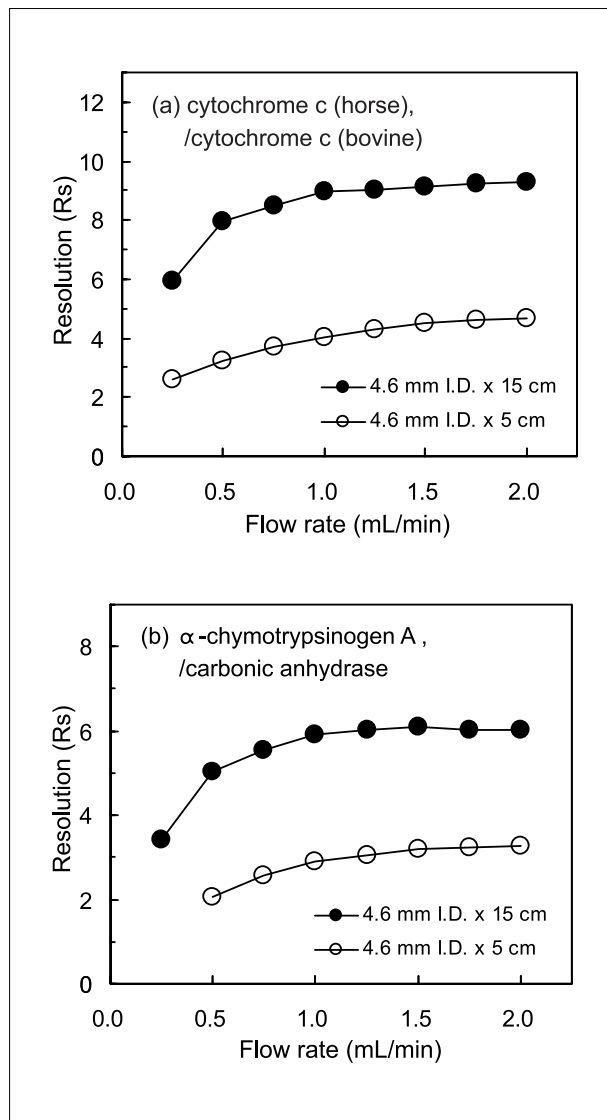 12
10
8
6
4
2
0
Resolution (Rs)
(a) cytochrome c (horse),
/cytochrome c (bovine)
4.6 mm I.D. x 15 cm
4.6 mm I.D. x 5 cm
0.0 0.5 1.0 1.5 2.0
Flow rate (mL/min)
8
6
4
2
0
Resolution (Rs)
(b) α-chymotrypsinogen A ,
/carbonic anhydrase
4.6 mm I.D. x 15 cm
4.6 mm I.D. x 5 cm
0.0 0.5 1.0 1.5 2.0
Flow rate (mL/min)